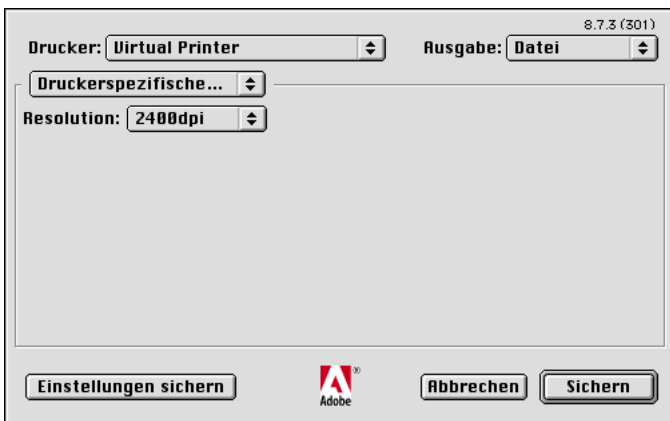 8.7.3 (301)
Drucker: Virtual Printer Ausgabe: Datei
Druckerspezifische...
Resolution: 2400dpi
Einstellungen sichern Adobe® Abbrechen Sichern